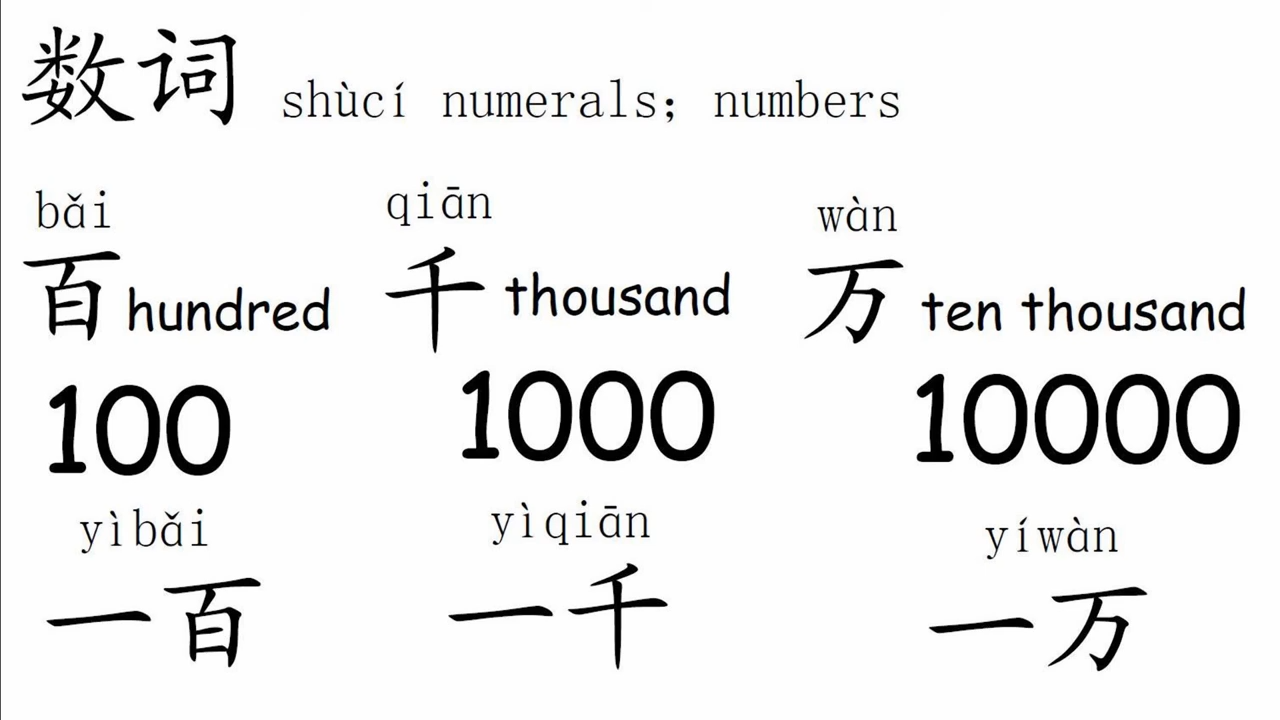 数词 shùcí numerals; numbers
bǎi qiān wàn
百 hundred 千 thousand 万 ten thousand
100 1000 10000
yìbǎi yìqiān yíwàn
一百 一千 一万